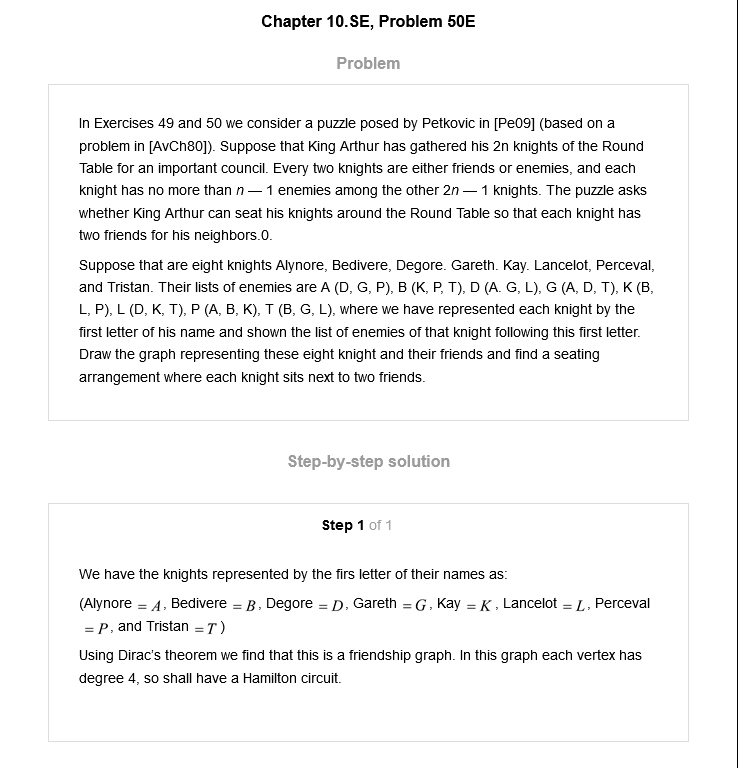 Chapter 10.SE, Problem 50E
Problem
In Exercises 49 and 50 we consider a puzzle posed by Petkovic in [Pe09] (based on a
problem in [AvCh80]). Suppose that King Arthur has gathered his 2n knights of the Round
Table for an important council. Every two knights are either friends or enemies, and each
knight has no more than n — 1 enemies among the other 2n — 1 knights. The puzzle asks
whether King Arthur can seat his knights around the Round Table so that each knight has
two friends for his neighbors.0.
Suppose that are eight knights Alynore, Bedivere, Degore. Gareth. Kay. Lancelot, Perceval,
and Tristan. Their lists of enemies are A (D, G, P), B (K, P, T), D (A. G, L), G (A, D, T), K (B,
L, P), L (D, K, T), P (A, B, K), T (B, G, L), where we have represented each knight by the
first letter of his name and shown the list of enemies of that knight following this first letter.
Draw the graph representing these eight knight and their friends and find a seating
arrangement where each knight sits next to two friends.
Step-by-step solution
Step 1 of 1
We have the knights represented by the firs letter of their names as:
(Alynore = A, Bedivere = B, Degore = D, Gareth = G, Kay = K, Lancelot = L, Perceval
= P, and Tristan = T)
Using Dirac's theorem we find that this is a friendship graph. In this graph each vertex has
degree 4, so shall have a Hamilton circuit.